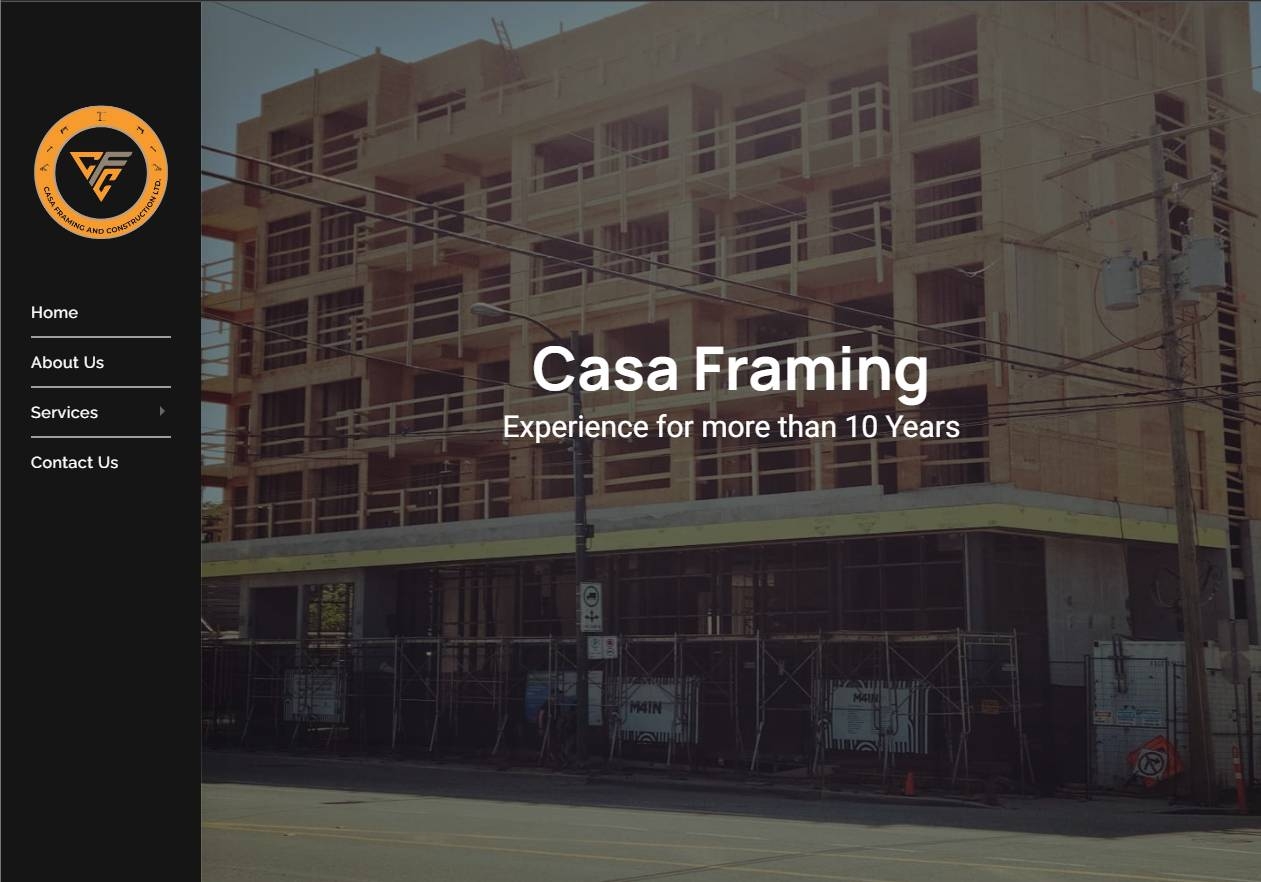 CASA FRAMING AND CONSTRUCTION LTD.
Home
About Us
Services
Contact Us
Casa Framing
Experience for more than 10 Years
M4IN
M4IN